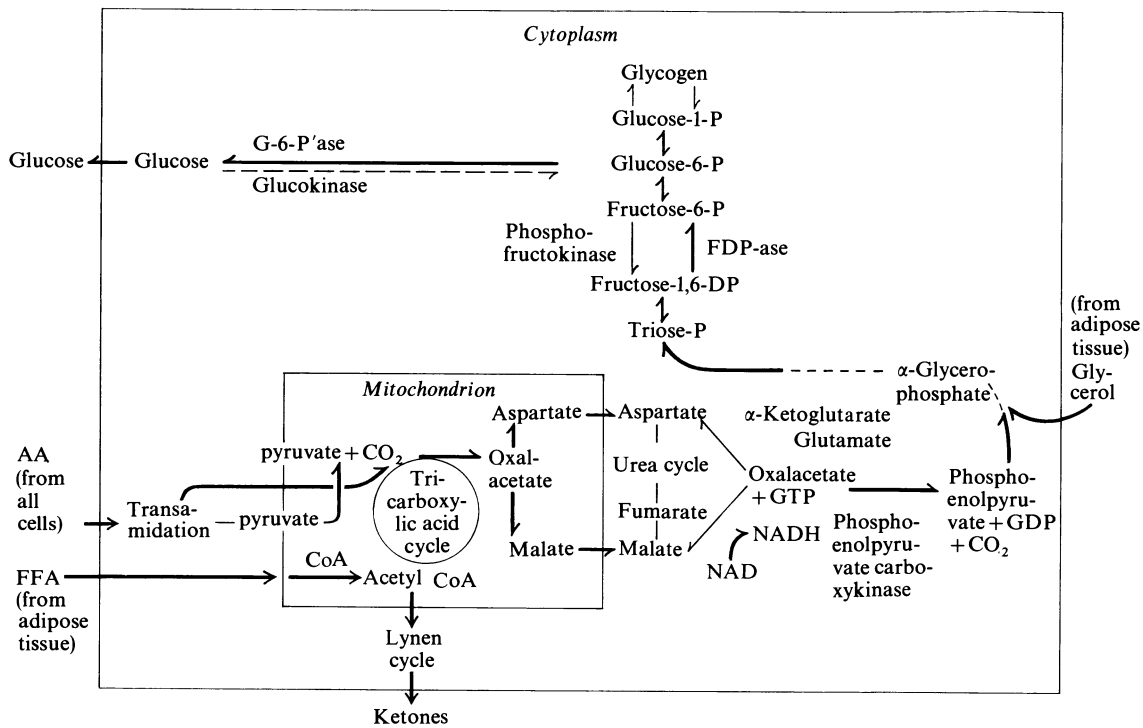 Cytoplasm
Glycogen
Glucose-1-P
G-6-P'ase
Glucose
Glucose
Glucose-6-P
Glucokinase
Fructose-6-P
Phospho-
fructokinase
FDP-ase
Fructose-1,6-DP
Triose-P
(from
adipose
tissue)
Gly-
cerol
α-Glycero-
phosphate
Mitochondrion
Aspartate
Aspartate
α-Ketoglutarate
Glutamate
AA
(from
all
cells)
Transa-
midation
pyruvate
pyruvate + CO₂
Tri-
carboxy-
lic acid
cycle
Oxal-
acetate
Urea cycle
Fumarate
Oxalacetate
+ GTP
Phospho-
enolpyru-
vate + GDP
+ CO₂
Malate
Malate
NADH
NAD
Phospho-
enolpyru-
vate carbo-
xykinase
FFA
(from
adipose
tissue)
CoA
Acetyl CoA
Lynen
cycle
Ketones